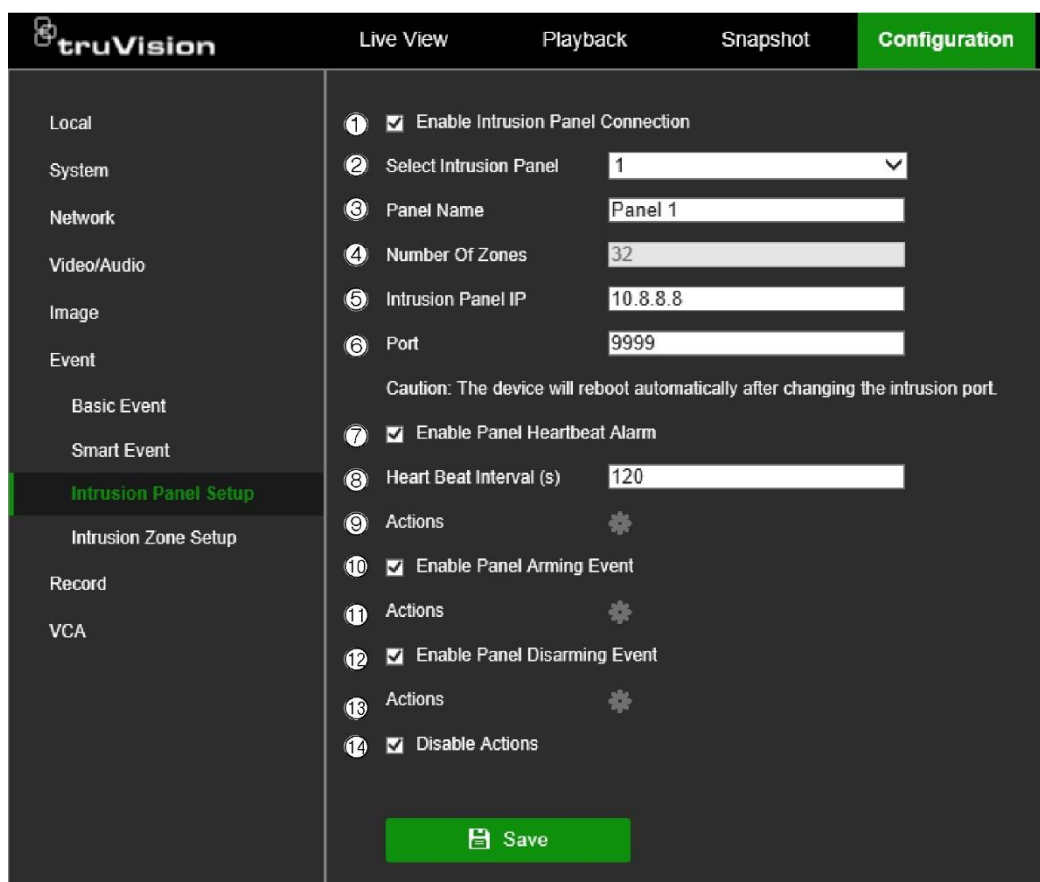 truVision
Live View Playback Snapshot Configuration
Local
System
Network
Video/Audio
Image
Event
Basic Event
Smart Event
Intrusion Panel Setup
Intrusion Zone Setup
Record
VCA
① Enable Intrusion Panel Connection
② Select Intrusion Panel 1
③ Panel Name Panel 1
④ Number Of Zones 32
⑤ Intrusion Panel IP 10.8.8.8
⑥ Port 9999
Caution: The device will reboot automatically after changing the intrusion port.
⑦ Enable Panel Heartbeat Alarm
⑧ Heart Beat Interval (s) 120
⑨ Actions
⑩ Enable Panel Arming Event
⑪ Actions
⑫ Enable Panel Disarming Event
⑬ Actions
⑭ Disable Actions
Save